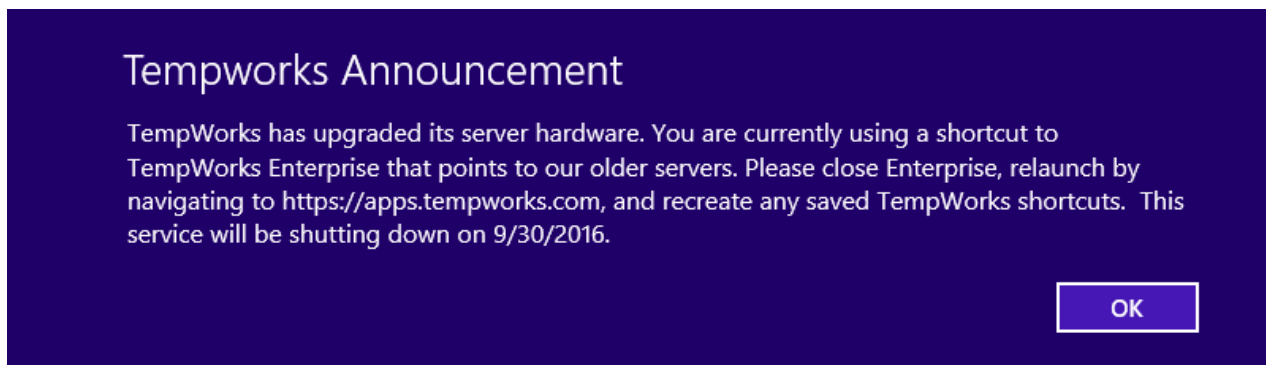 Tempworks Announcement
TempWorks has upgraded its server hardware. You are currently using a shortcut to
TempWorks Enterprise that points to our older servers. Please close Enterprise, relaunch by
navigating to https://apps.tempworks.com, and recreate any saved TempWorks shortcuts.  This
service will be shutting down on 9/30/2016.
OK